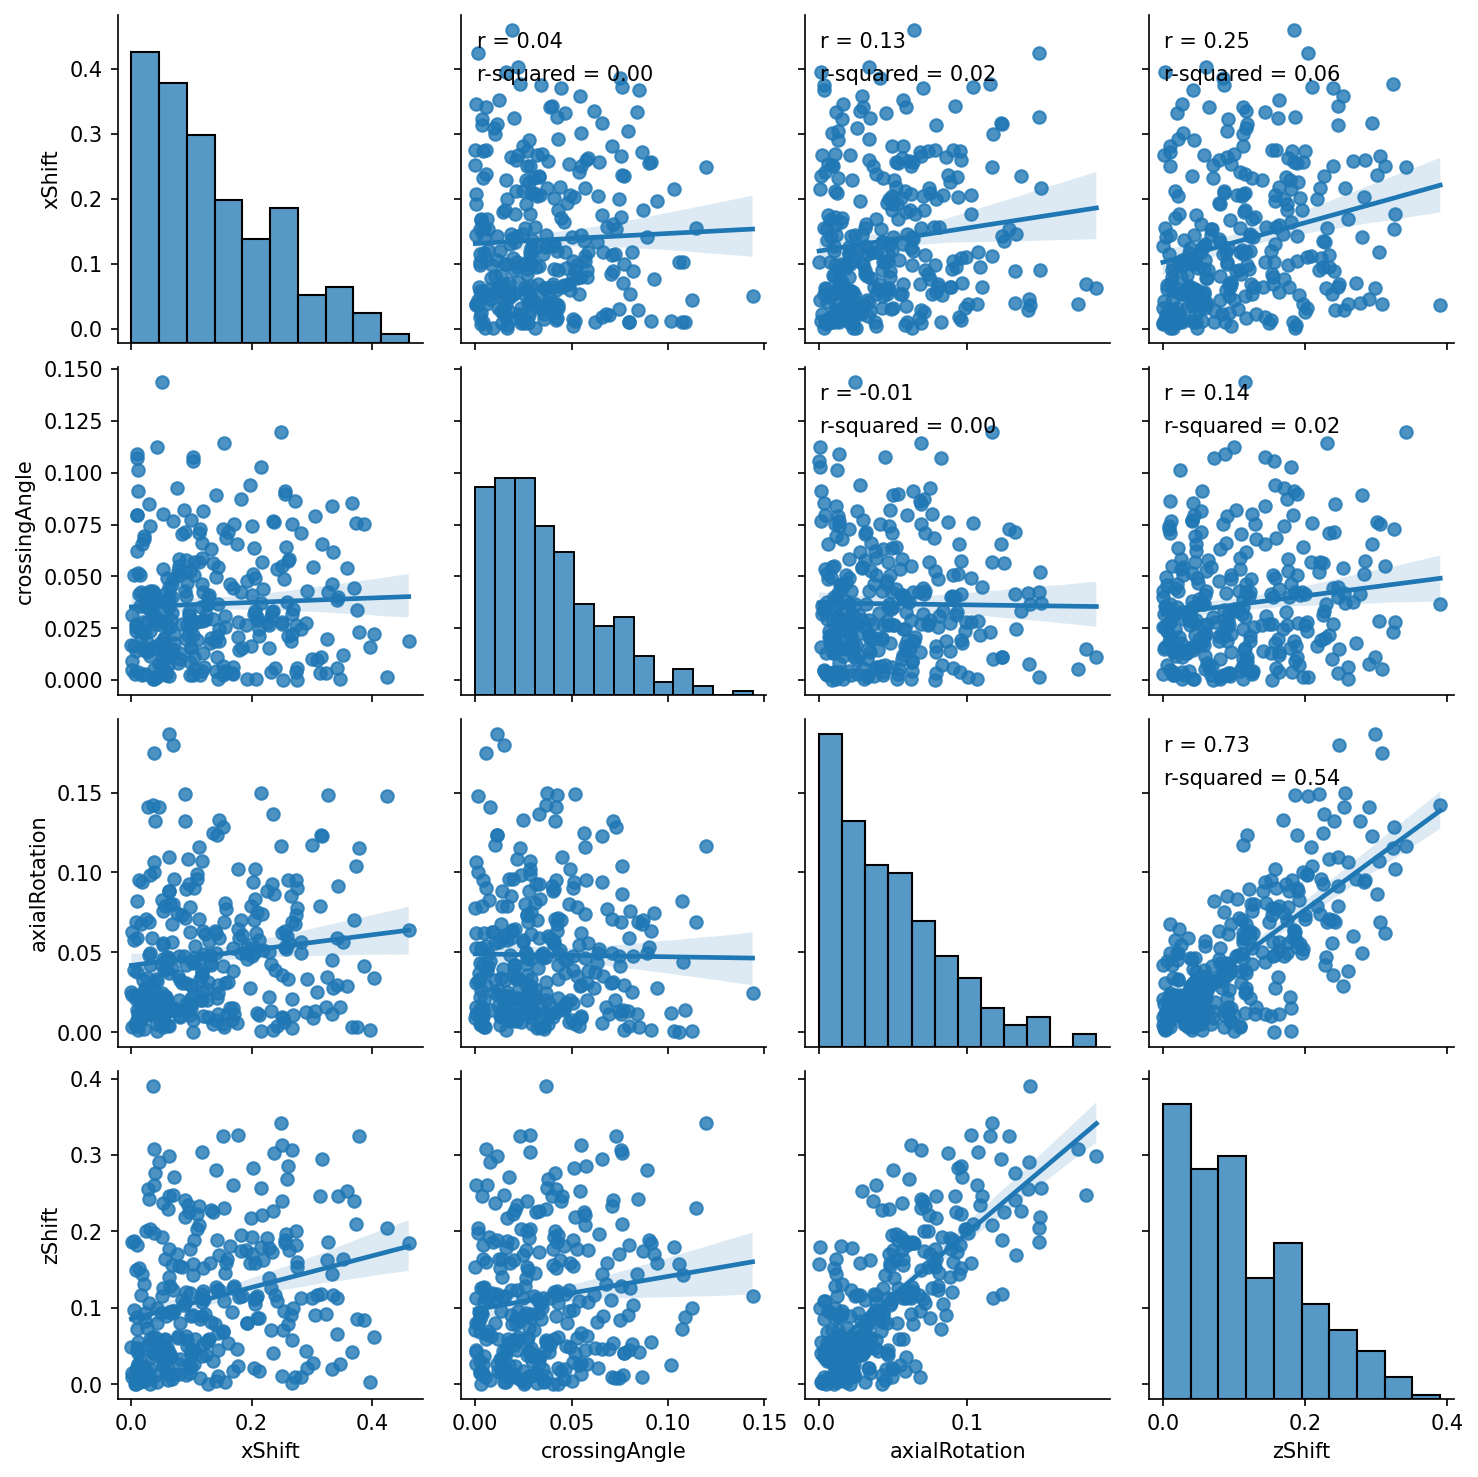 r = 0.04
r-squared = 0.00
r = 0.13
r-squared = 0.02
r = 0.25
r-squared = 0.06
xShift
0.4
0.3
0.2
0.1
0.0
r = -0.01
r-squared = 0.00
r = 0.14
r-squared = 0.02
crossingAngle
0.150
0.125
0.100
0.075
0.050
0.025
0.000
r = 0.73
r-squared = 0.54
axialRotation
0.15
0.10
0.05
0.00
zShift
0.4
0.3
0.2
0.1
0.0
0.0 0.2 0.4
xShift
0.00 0.05 0.10 0.15
crossingAngle
0.0 0.1
axialRotation
0.0 0.2 0.4
zShift